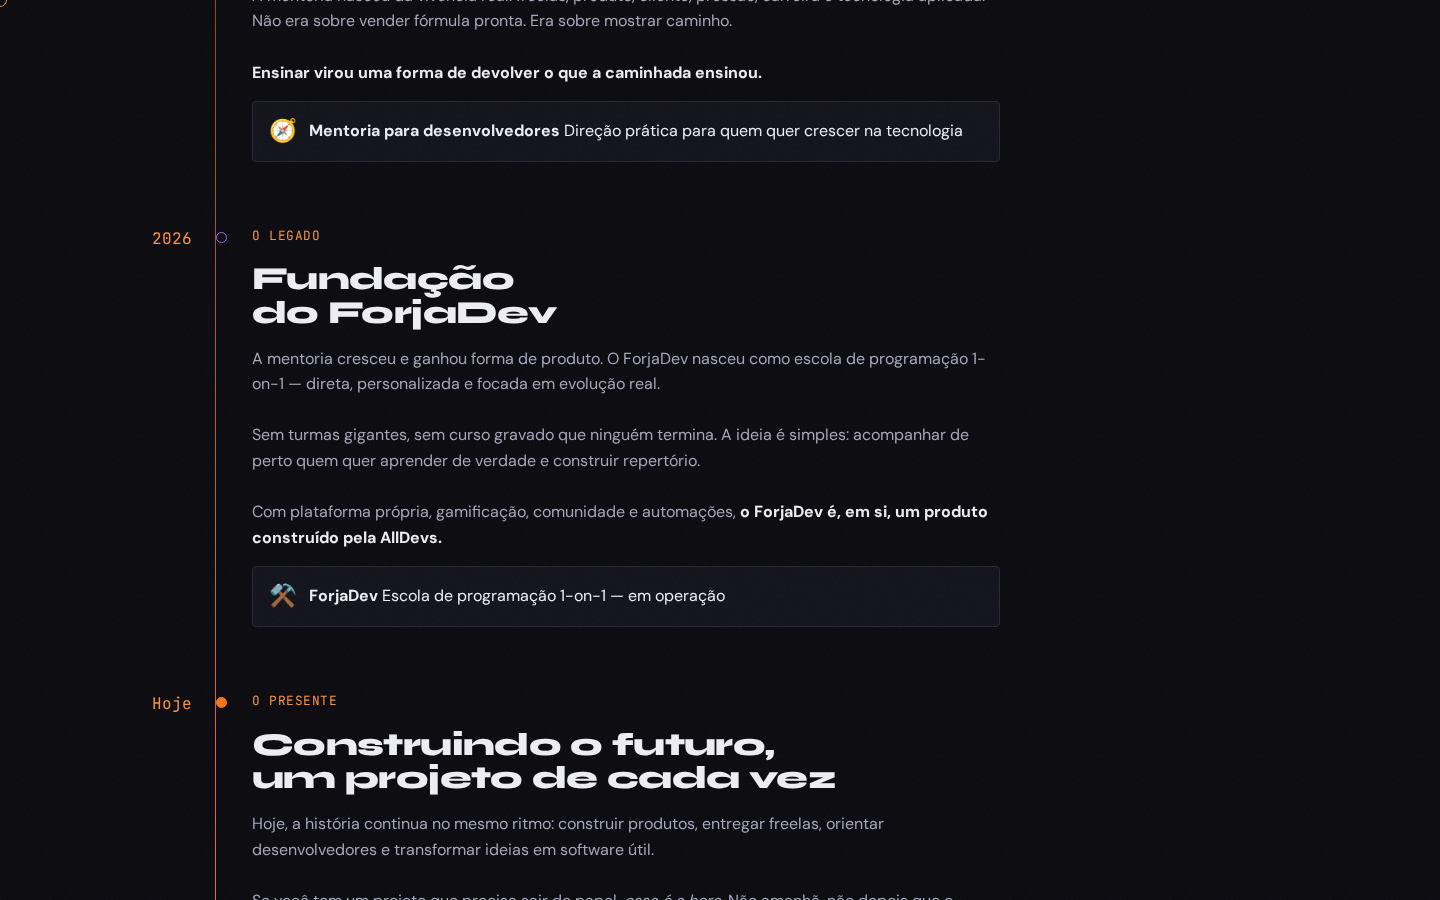 Não era sobre vender fórmula pronta. Era sobre mostrar caminho.
Ensinar virou uma forma de devolver o que a caminhada ensinou.
Mentoria para desenvolvedores Direção prática para quem quer crescer na tecnologia
2026
O LEGADO
Fundação
do ForjaDev
A mentoria cresceu e ganhou forma de produto. O ForjaDev nasceu como escola de programação 1-
on-1 — direta, personalizada e focada em evolução real.
Sem turmas gigantes, sem curso gravado que ninguém termina. A ideia é simples: acompanhar de
perto quem quer aprender de verdade e construir repertório.
Com plataforma própria, gamificação, comunidade e automações, o ForjaDev é, em si, um produto
construído pela AllDevs.
ForjaDev Escola de programação 1-on-1 — em operação
Hoje
O PRESENTE
Construindo o futuro,
um projeto de cada vez
Hoje, a história continua no mesmo ritmo: construir produtos, entregar freelas, orientar
desenvolvedores e transformar ideias em software útil.